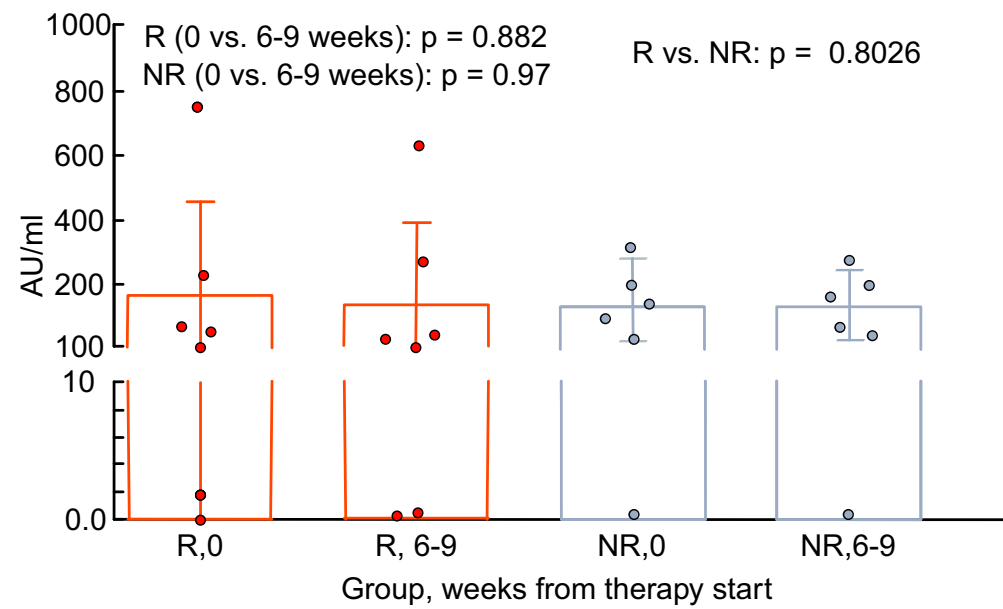 R (0 vs. 6-9 weeks): p = 0.882
NR (0 vs. 6-9 weeks): p = 0.97
R vs. NR: p = 0.8026
AU/ml
1000
800
600
400
200
100
10
0.0
R,0
R, 6-9
NR,0
NR,6-9
Group, weeks from therapy start